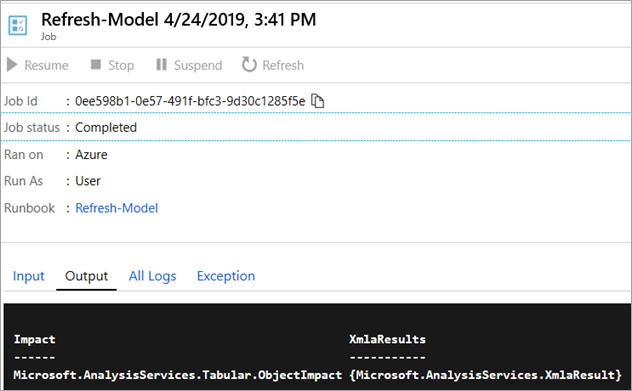 Refresh-Model 4/24/2019, 3:41 PM
Job
Resume Stop Suspend Refresh
Job Id : 0ee598b1-0e57-491f-bfc3-9d30c1285f5e
Job status : Completed
Ran on : Azure
Run As : User
Runbook : Refresh-Model
Input Output All Logs Exception
Impact XmlaResults
------ -----------
Microsoft.AnalysisServices.Tabular.ObjectImpact {Microsoft.AnalysisServices.XmlaResult}